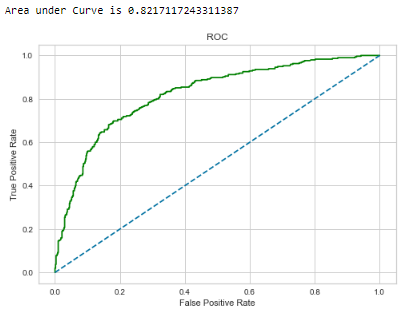 Area under Curve is 0.8217117243311387
ROC
1.0
0.8
0.6
0.4
0.2
0.0
True Positive Rate
0.0 0.2 0.4 0.6 0.8 1.0
False Positive Rate